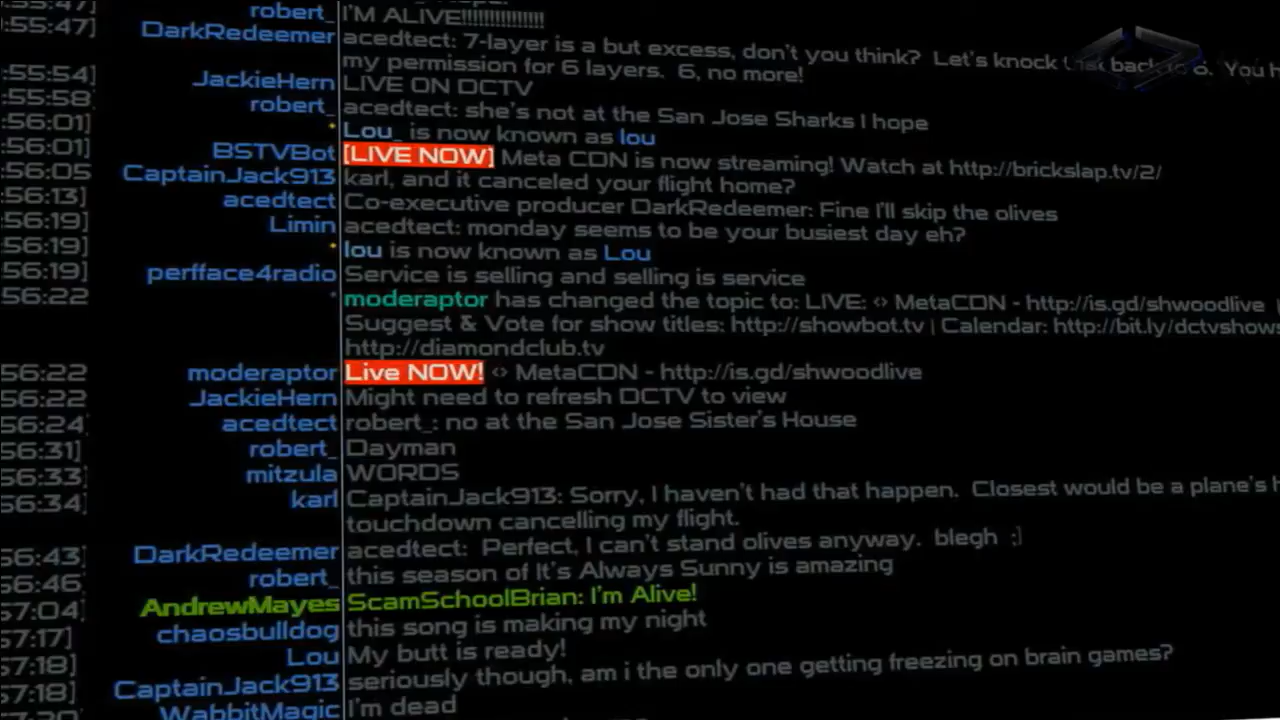 :55:47] robert_ I'M ALIVE!!!!!!!!!!!!!!!
:55:47] DarkRedeemer acedtect: 7-layer is a but excess, don't you think? Let's knock that back to 6. You h
my permission for 6 layers. 6, no more!
:55:54] JackieHern LIVE ON DCTV
:55:58] robert_ acedtect: she's not at the San Jose Sharks I hope
:56:01] * Lou_ is now known as lou
:56:01] BSTVBot [LIVE NOW] Meta CDN is now streaming! Watch at http://brickslap.tv/2/
:56:05 CaptainJack913 karl, and it canceled your flight home?
:56:13] acedtect Co-executive producer DarkRedeemer: Fine I'll skip the olives
:56:19] Limin acedtect: monday seems to be your busiest day eh?
:56:19] * lou is now known as Lou
:56:19] perfface4radio Service is selling and selling is service
56:22 * moderaptor has changed the topic to: LIVE: <> MetaCDN - http://is.gd/shwoodlive |
Suggest & Vote for show titles: http://showbot.tv | Calendar: http://bit.ly/dctvshows
http://diamondclub.tv
56:22 moderaptor Live NOW! <> MetaCDN - http://is.gd/shwoodlive
56:22 JackieHern Might need to refresh DCTV to view
56:24] acedtect robert_: no at the San Jose Sister's House
56:31] robert_ Dayman
56:33] mitzula WORDS
56:34] karl CaptainJack913: Sorry, I haven't had that happen. Closest would be a plane's h
touchdown cancelling my flight.
56:43] DarkRedeemer acedtect: Perfect, I can't stand olives anyway. blegh :]
56:46] robert_ this season of It's Always Sunny is amazing
57:04] AndrewMayes ScamSchoolBrian: I'm Alive!
57:17] chaosbulldog this song is making my night
57:18] Lou My butt is ready!
57:18] CaptainJack913 seriously though, am i the only one getting freezing on brain games?
57:20] WabbitMagic I'm dead